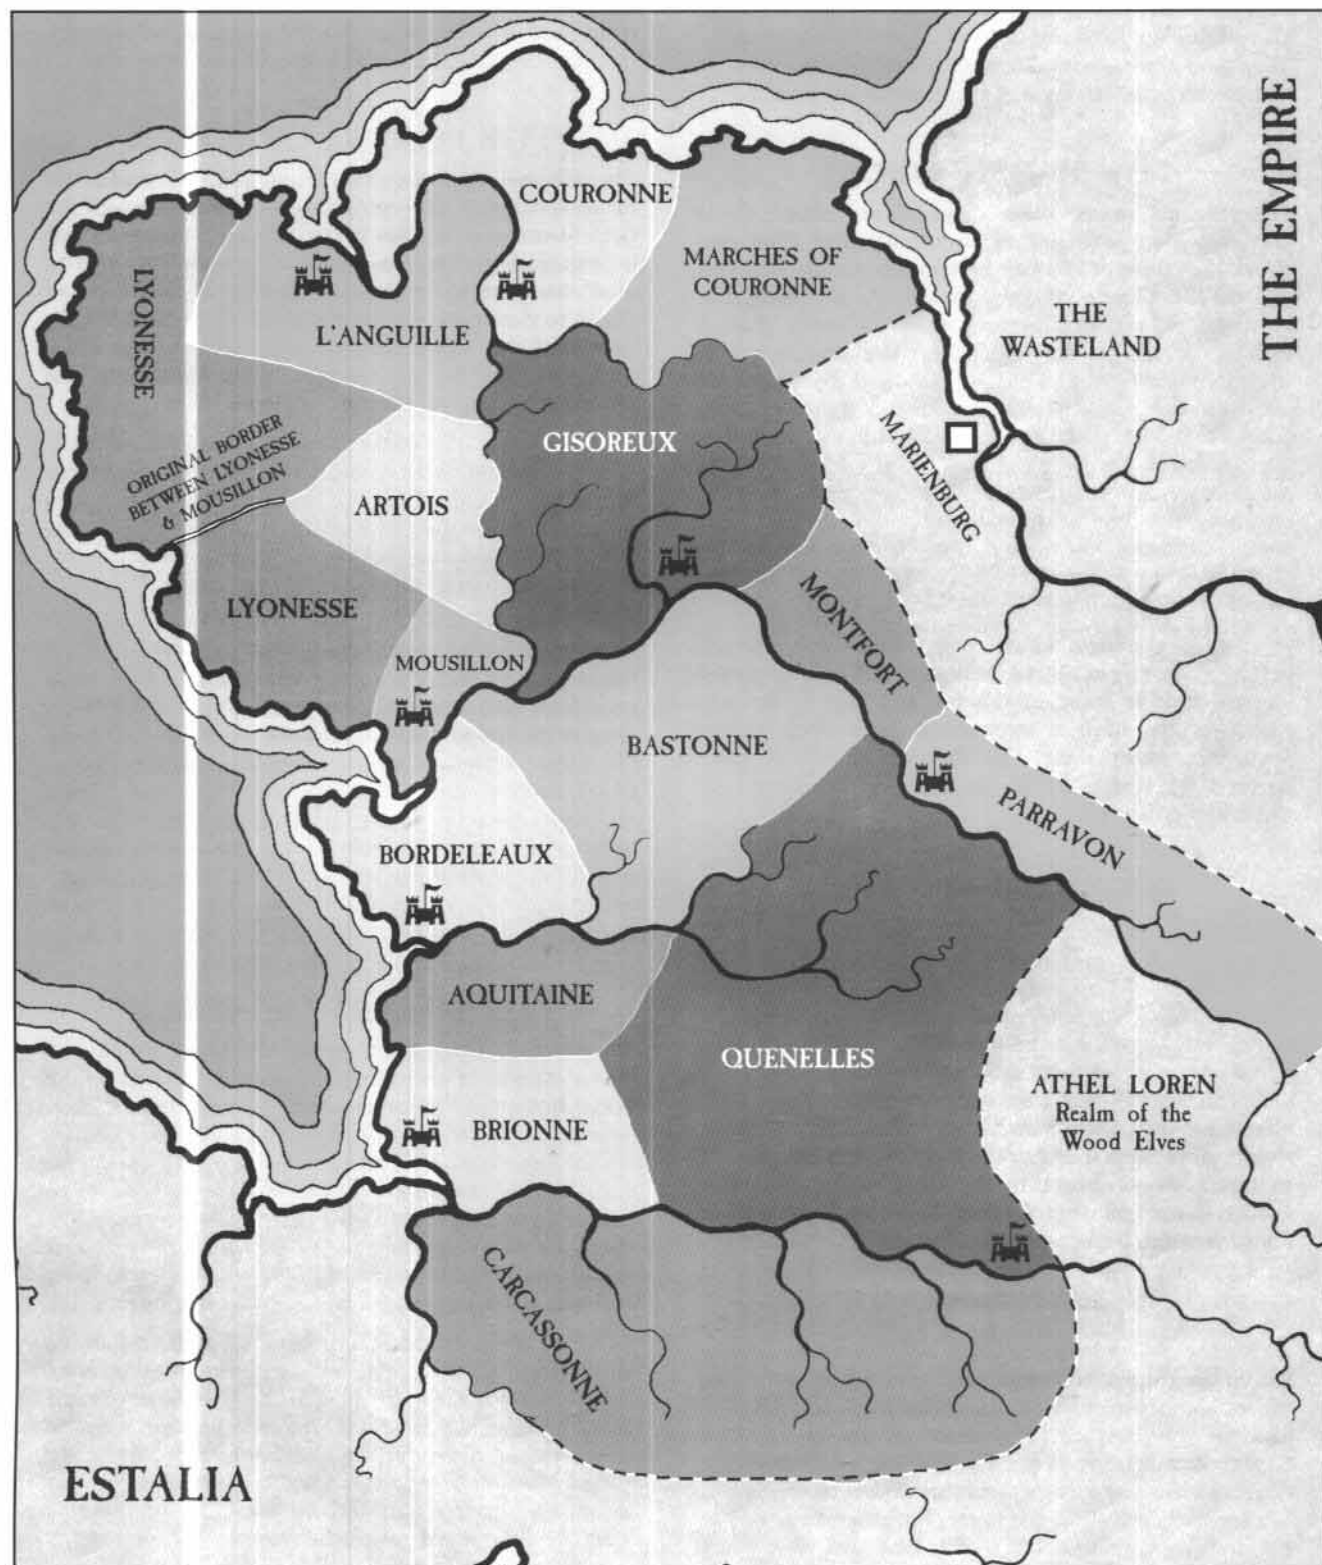 THE EMPIRE
COURONNE
MARCHES OF
COURONNE
LYONESSE
L'ANGUILLE
THE
WASTELAND
ORIGINAL BORDER
BETWEEN LYONESSE
& MOUSILLON
GISOREUX
MARIENBURG
ARTOIS
LYONESSE
MONTFORT
MOUSILLON
BASTONNE
PARRAVON
BORDELEAUX
AQUITAINE
QUENELLES
ATHEL LOREN
Realm of the
Wood Elves
BRIONNE
CARCASSONNE
ESTALIA